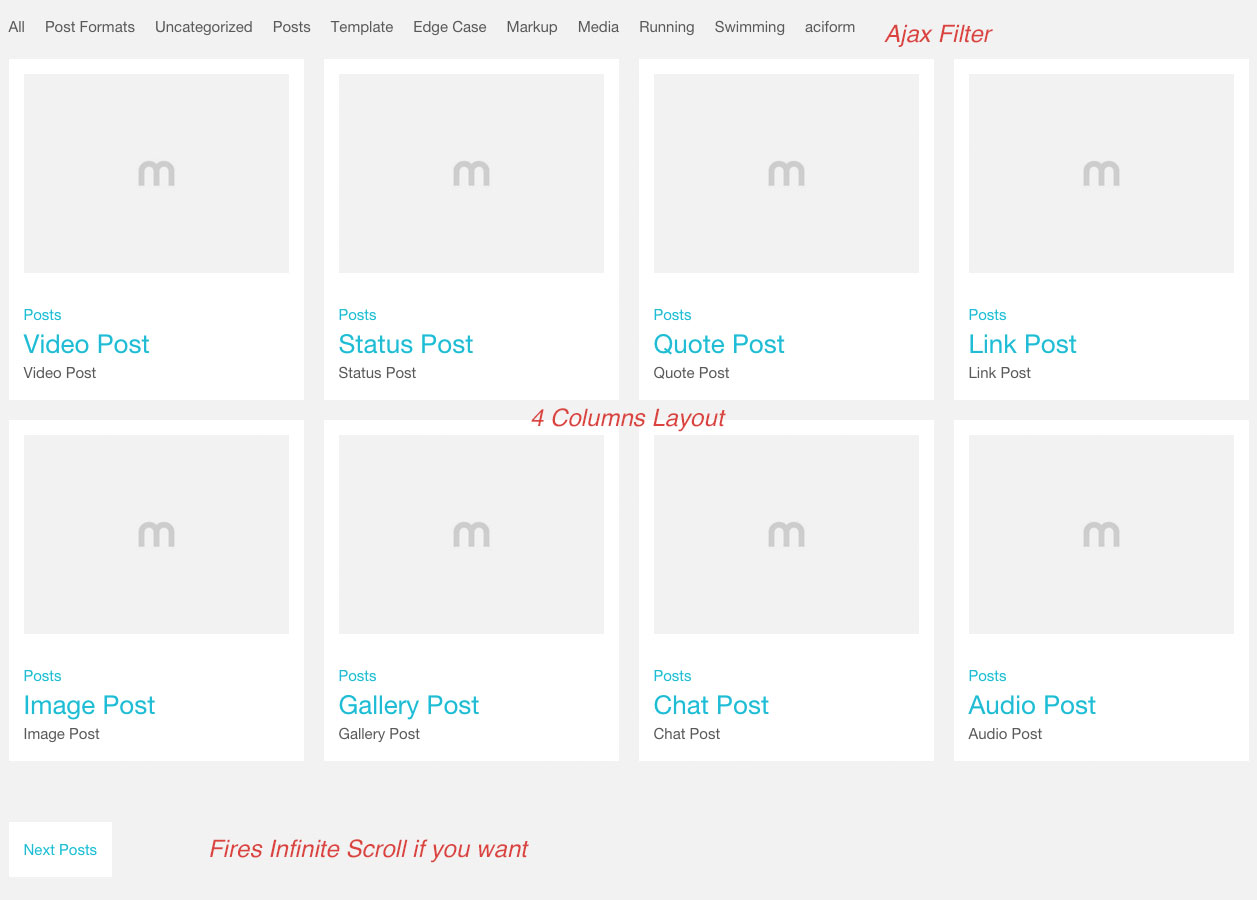 All Post Formats Uncategorized Posts Template Edge Case Markup Media Running Swimming aciform Ajax Filter
m m m m
Posts Posts Posts Posts
Video Post Status Post Quote Post Link Post
Video Post Status Post Quote Post Link Post
4 Columns Layout
m m m m
Posts Posts Posts Posts
Image Post Gallery Post Chat Post Audio Post
Image Post Gallery Post Chat Post Audio Post
Next Posts Fires Infinite Scroll if you want